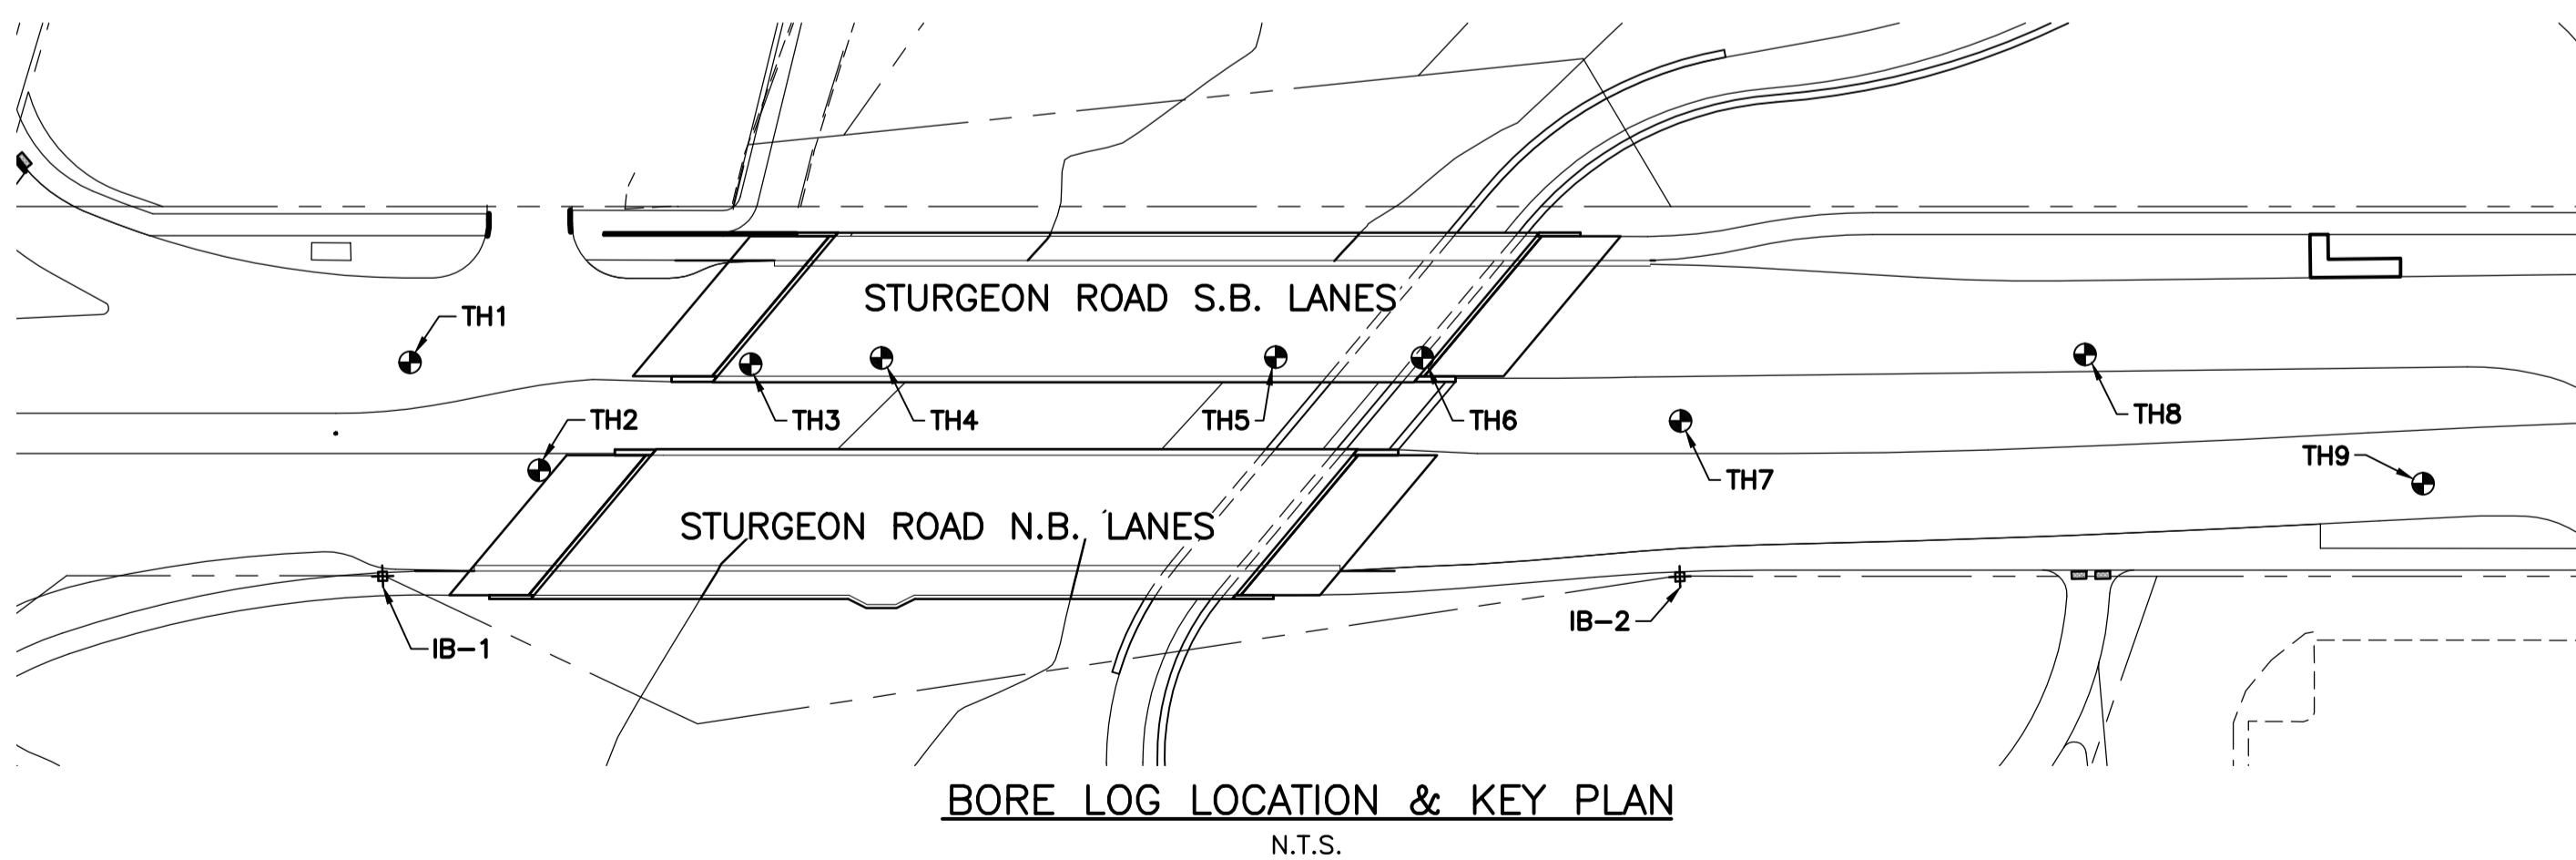 STURGEON ROAD S.B. LANES
TH1
TH2
TH3
TH4
TH5
TH6
TH7
TH8
TH9
STURGEON ROAD N.B. LANES
IB-1
IB-2
BORE LOG LOCATION & KEY PLAN
N.T.S.